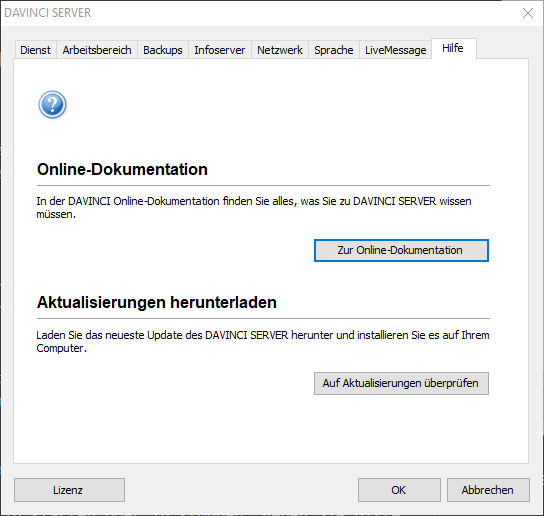 DAVINCI SERVER
Dienst Arbeitsbereich Backups Infoserver Netzwerk Sprache LiveMessage Hilfe
?
Online-Dokumentation
In der DAVINCI Online-Dokumentation finden Sie alles, was Sie zu DAVINCI SERVER wissen
müssen.
Zur Online-Dokumentation
Aktualisierungen herunterladen
Laden Sie das neueste Update des DAVINCI SERVER herunter und installieren Sie es auf Ihrem
Computer.
Auf Aktualisierungen überprüfen
Lizenz OK Abbrechen